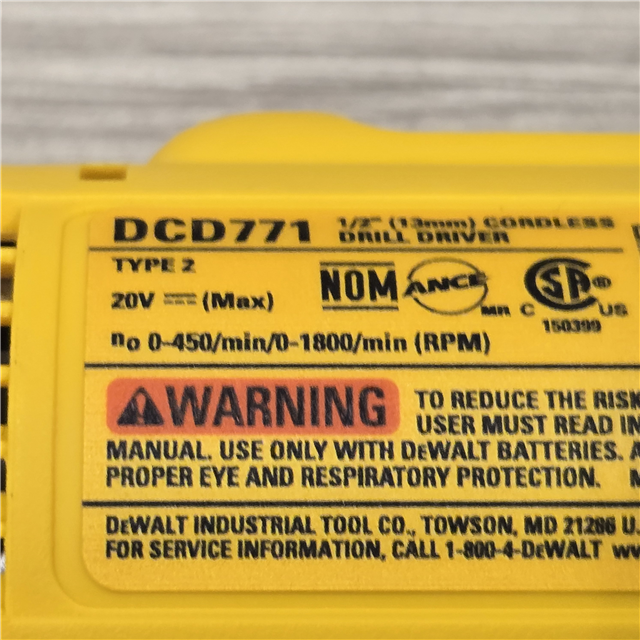 DCD771 1/2" (13mm) CORDLESS
DRILL DRIVER
TYPE 2
20V ⎓ (Max)
NOM ANCE MR
CSA ® C US
150399
no 0-450/min/0-1800/min (RPM)
WARNING TO REDUCE THE RISK
USER MUST READ IN
MANUAL. USE ONLY WITH DEWALT BATTERIES. A
PROPER EYE AND RESPIRATORY PROTECTION. M
DEWALT INDUSTRIAL TOOL CO., TOWSON, MD 21286 U.
FOR SERVICE INFORMATION, CALL 1-800-4-DEWALT ww